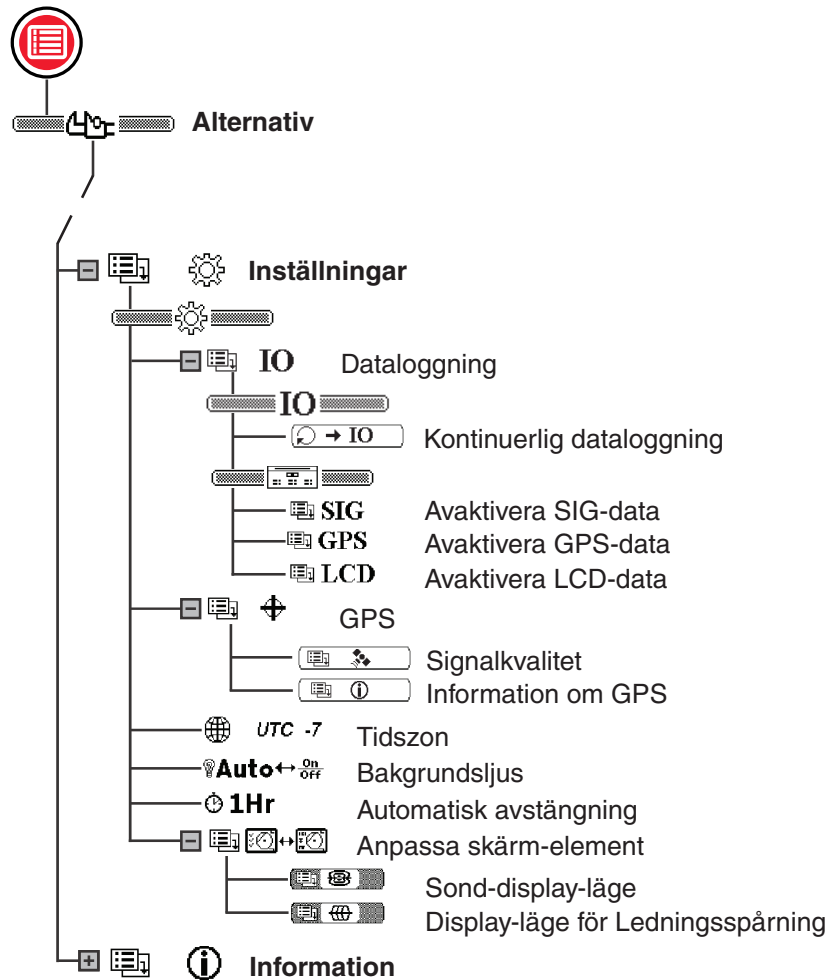 Alternativ
Inställningar
IO Dataloggning
IO
→ IO Kontinuerlig dataloggning
SIG Avaktivera SIG-data
GPS Avaktivera GPS-data
LCD Avaktivera LCD-data
GPS
Signalkvalitet
Information om GPS
UTC -7 Tidszon
Auto↔On/Off Bakgrundsljus
1Hr Automatisk avstängning
Anpassa skärm-element
Sond-display-läge
Display-läge för Ledningsspårning
Information